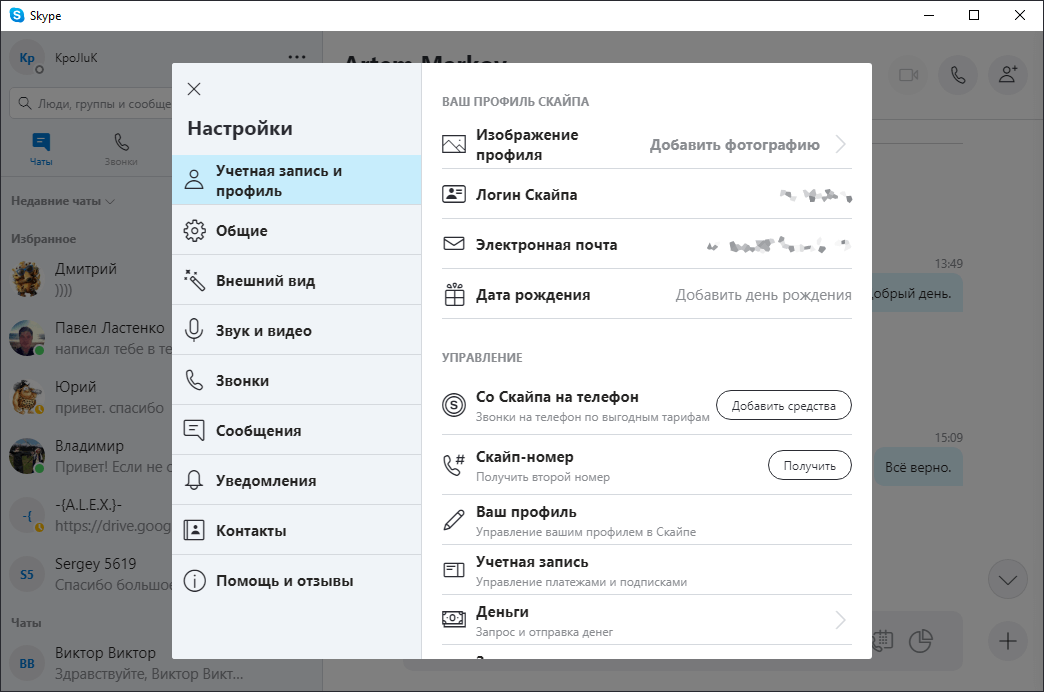 Skype
Кр
KpoJIuK
Люди, группы и сообще
Чаты
Звонки
Недавние чаты
Избранное
Дмитрий
))))
Павел Ластенко
написал тебе в те
Юрий
привет. спасибо
Владимир
Привет! Если не с
-{
-{A.L.E.X.}-
https://drive.goog
S5
Sergey 5619
Спасибо большое
Чаты
ВВ
Виктор Виктор
Здравствуйте, Виктор Викт...
Настройки
Учетная запись и
профиль
Общие
Внешний вид
Звук и видео
Звонки
Сообщения
Уведомления
Контакты
Помощь и отзывы
ВАШ ПРОФИЛЬ СКАЙПА
Изображение
профиля
Добавить фотографию
Логин Скайпа
Электронная почта
Дата рождения
Добавить день рождения
УПРАВЛЕНИЕ
Со Скайпа на телефон
Звонки на телефон по выгодным тарифам
Добавить средства
Скайп-номер
Получить второй номер
Получить
Ваш профиль
Управление вашим профилем в Скайпе
Учетная запись
Управление платежами и подписками
Деньги
Запрос и отправка денег
13:49
обрый день.
15:09
Всё верно.